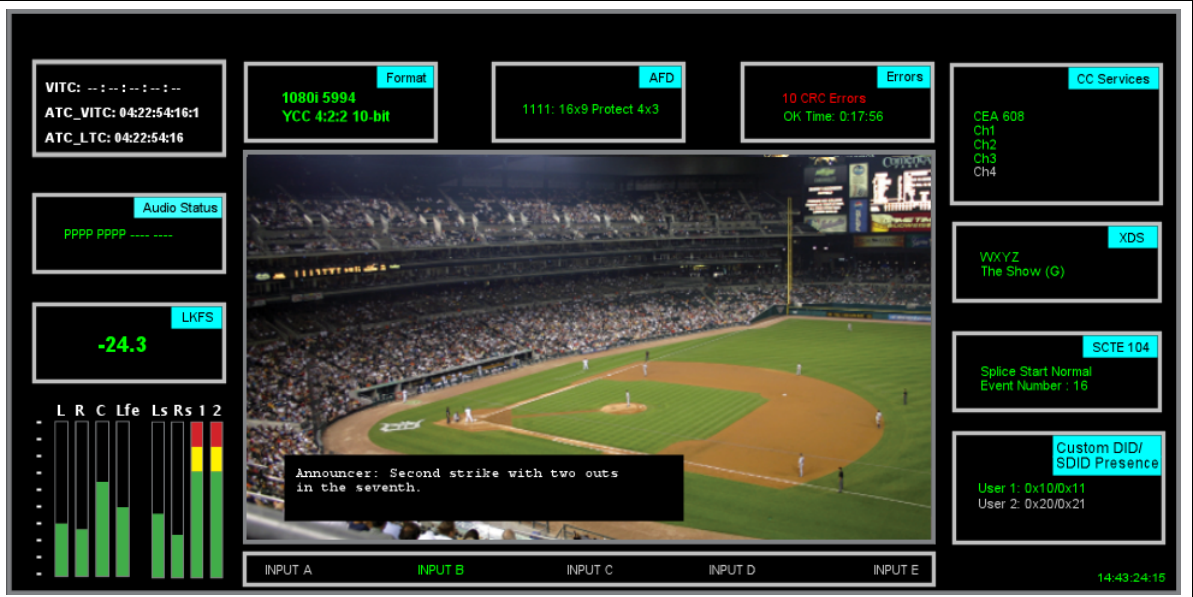 VITC: --:--:--:--:--
ATC_VITC: 04:22:54:16:1
ATC_LTC: 04:22:54:16
Format
1080i 5994
YCC 4:2:2 10-bit
AFD
1111: 16x9 Protect 4x3
Errors
10 CRC Errors
OK Time: 0:17:56
CC Services
CEA 608
Ch1
Ch2
Ch3
Ch4
Audio Status
PPPP PPPP ---- ----
XDS
WXYZ
The Show (G)
LKFS
-24.3
SCTE 104
Splice Start Normal
Event Number : 16
L R C Lfe Ls Rs 1 2
Custom DID/
SDID Presence
User 1: 0x10/0x11
User 2: 0x20/0x21
Announcer: Second strike with two outs
in the seventh.
INPUT A INPUT B INPUT C INPUT D INPUT E
14:43:24:15